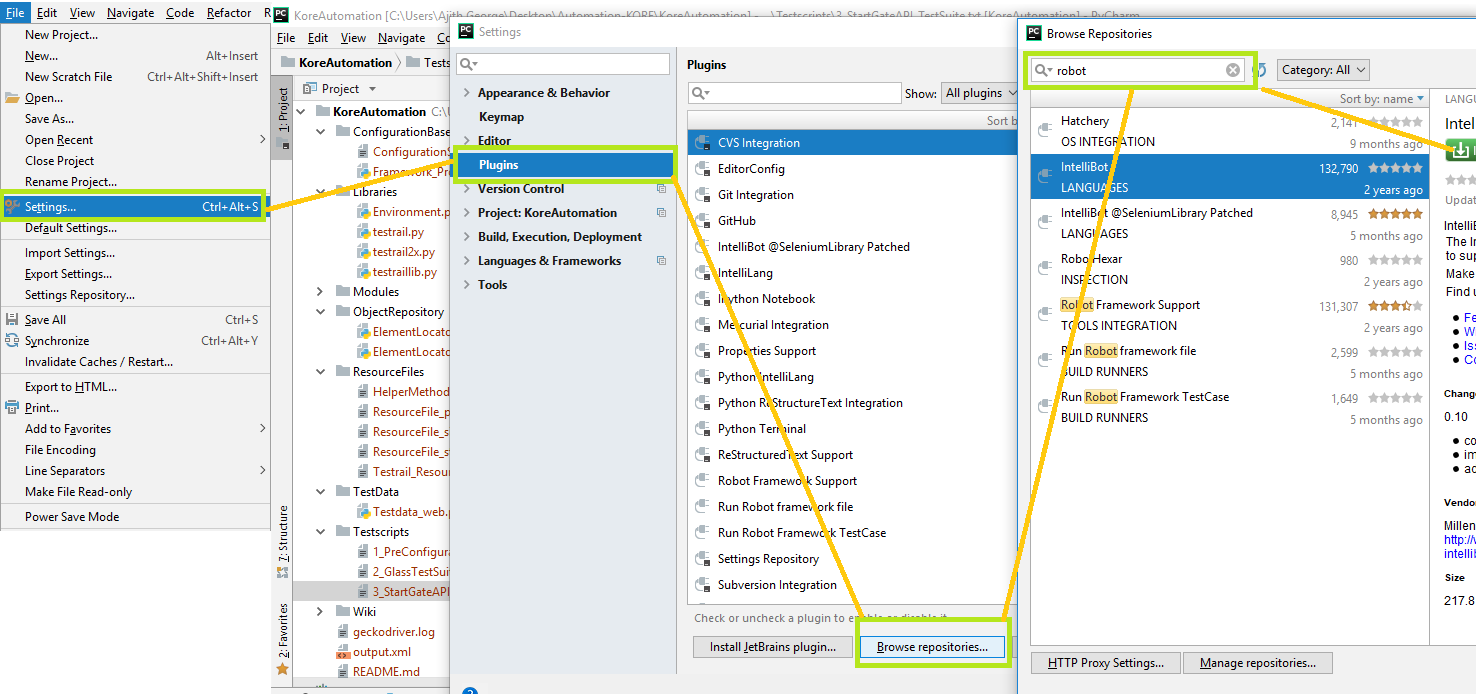 File Edit View Navigate Code Refactor
New Project...
New... Alt+Insert
New Scratch File Ctrl+Alt+Shift+Insert
Open...
Save As...
Open Recent
Close Project
Rename Project...
Settings... Ctrl+Alt+S
Default Settings...
Import Settings...
Export Settings...
Settings Repository...
Save All Ctrl+S
Synchronize Ctrl+Alt+Y
Invalidate Caches / Restart...
Export to HTML...
Print...
Add to Favorites
File Encoding
Line Separators
Make File Read-only
Power Save Mode
KoreAutomation [C:\Users\Ajith George\Desktop\Automation-KORE\KoreAutomation] - ...\Testscripts\3_StartGateAPI_TestSuite.txt [KoreAutomation] - PyCharm
File Edit View Navigate
KoreAutomation Tests
1: Project
7: Structure
2: Favorites
Project
KoreAutomation C:\U
ConfigurationBase
ConfigurationS
Framework_Pr
Libraries
Environment.p
testrail.py
testrail2x.py
testraillib.py
Modules
ObjectRepository
ElementLocato
ElementLocato
ResourceFiles
HelperMethod
ResourceFile_p
ResourceFile_s
ResourceFile_s
Testrail_Resou
TestData
Testdata_web.p
Testscripts
1_PreConfigura
2_GlassTestSuit
3_StartGateAPI
Wiki
geckodriver.log
output.xml
README.md
Settings
Appearance & Behavior
Keymap
Editor
Plugins
Version Control
Project: KoreAutomation
Build, Execution, Deployment
Languages & Frameworks
Tools
Plugins
Show: All plugins
Sort b
CVS Integration
EditorConfig
Git Integration
GitHub
IntelliBot @SeleniumLibrary Patched
IntelliLang
IPython Notebook
Mercurial Integration
Properties Support
Python IntelliLang
Python ReStructureText Integration
Python Terminal
ReStructuredText Support
Robot Framework Support
Run Robot framework file
Run Robot Framework TestCase
Settings Repository
Subversion Integration
Check or uncheck a plugin to enable or disable it.
Install JetBrains plugin... Browse repositories...
Browse Repositories
robot Category: All
Sort by: name
Hatchery 2,141
OS INTEGRATION 9 months ago
IntelliBot 132,790
LANGUAGES 2 years ago
IntelliBot @SeleniumLibrary Patched 8,945
LANGUAGES 5 months ago
RoboHexar 980
INSPECTION 2 years ago
Robot Framework Support 131,307
TOOLS INTEGRATION 2 years ago
Run Robot framework file 2,599
BUILD RUNNERS 5 months ago
Run Robot Framework TestCase 1,649
BUILD RUNNERS 5 months ago
HTTP Proxy Settings... Manage repositories...
LANGU
Intel
Updat
IntelliB
The In
to sup
Make
Find u
Fe
W
Iss
Co
Change
0.10
co
im
ac
Vendo
Millen
http://v
intellib
Size
217.8